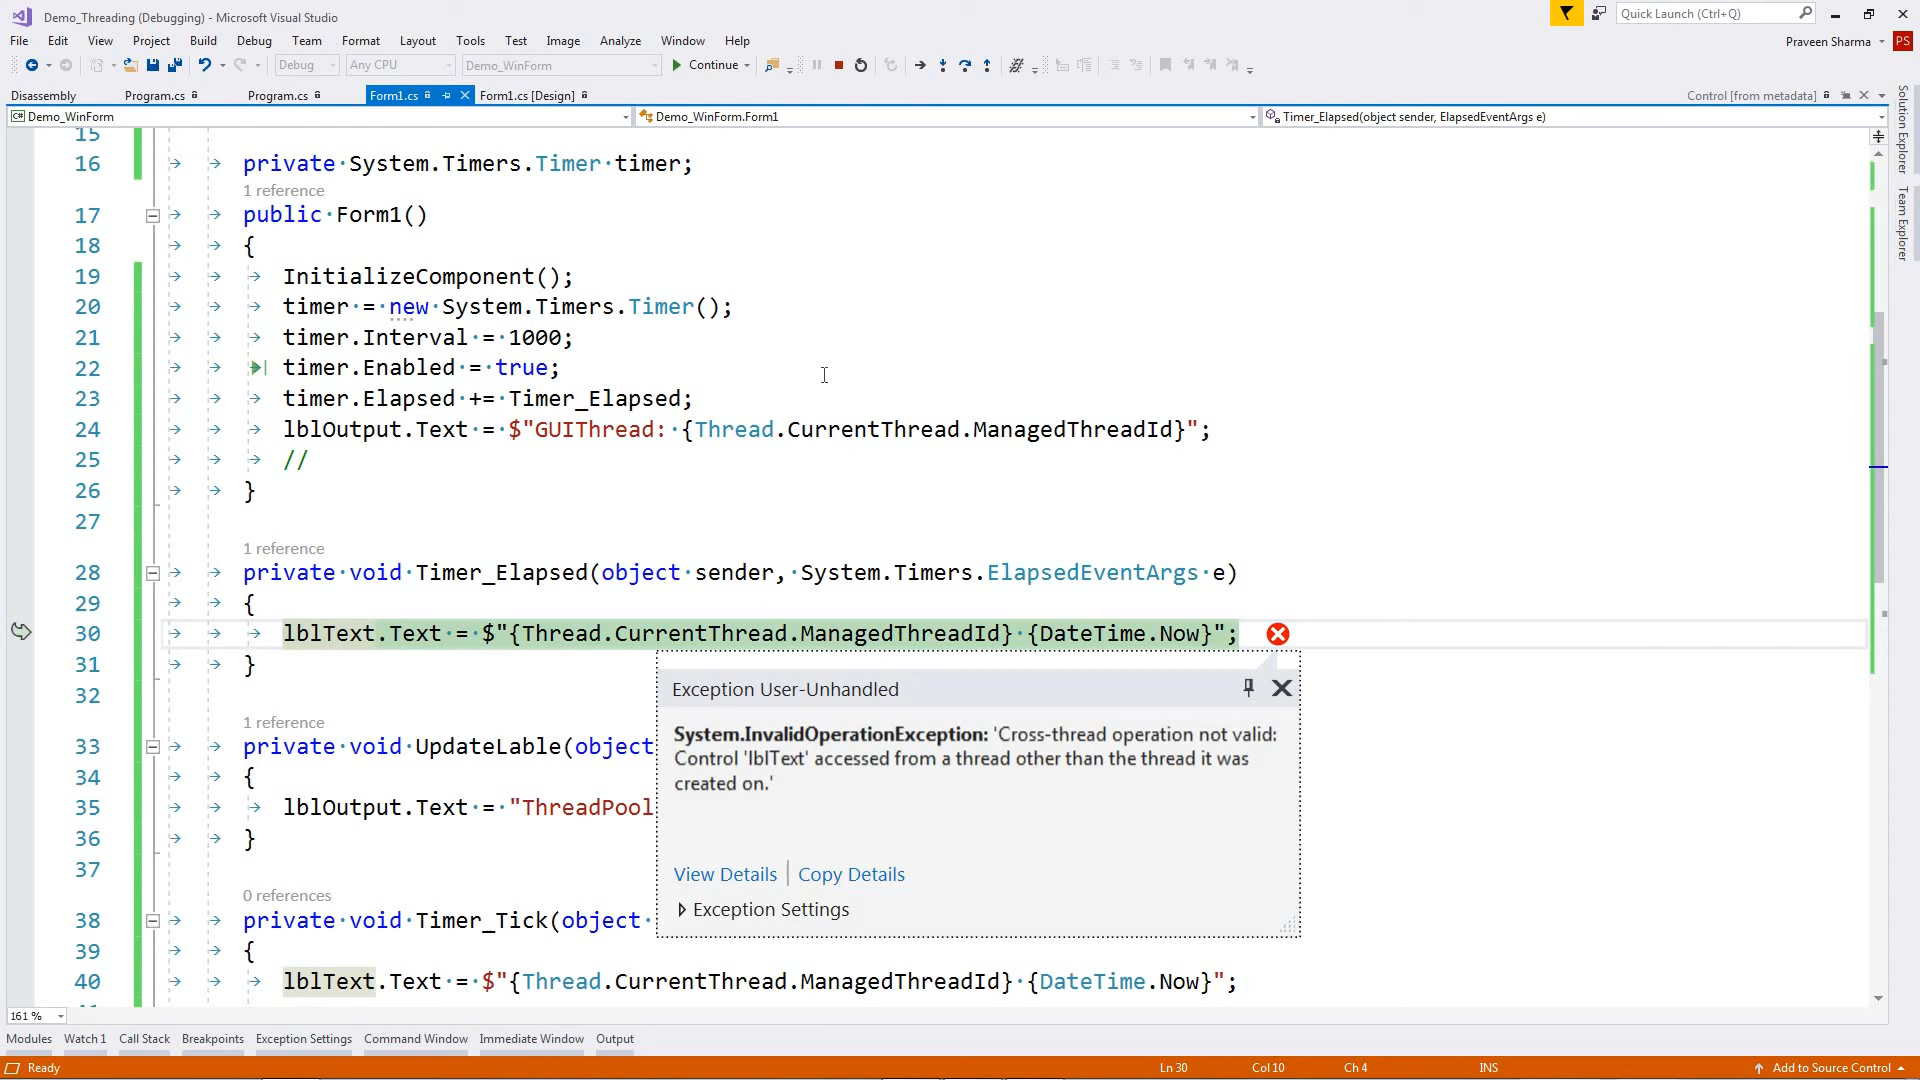 Demo_Threading (Debugging) - Microsoft Visual Studio
Quick Launch (Ctrl+Q)
File Edit View Project Build Debug Team Format Layout Tools Test Image Analyze Window Help
Praveen Sharma PS
Debug Any CPU Demo_WinForm Continue
Disassembly Program.cs Program.cs Form1.cs Form1.cs [Design] Control [from metadata]
C# Demo_WinForm Demo_WinForm.Form1 Timer_Elapsed(object sender, ElapsedEventArgs e)
Solution Explorer
Team Explorer
15
16 private System.Timers.Timer timer;
1 reference
17 public Form1()
18 {
19 InitializeComponent();
20 timer = new System.Timers.Timer();
21 timer.Interval = 1000;
22 timer.Enabled = true;
23 timer.Elapsed += Timer_Elapsed;
24 lblOutput.Text = $"GUIThread: {Thread.CurrentThread.ManagedThreadId}";
25 //
26 }
27
1 reference
28 private void Timer_Elapsed(object sender, System.Timers.ElapsedEventArgs e)
29 {
30 lblText.Text = $"{Thread.CurrentThread.ManagedThreadId} {DateTime.Now}";
31 }
32
1 reference
33 private void UpdateLable(object
34 {
35 lblOutput.Text = "ThreadPool
36 }
37
0 references
38 private void Timer_Tick(object
39 {
40 lblText.Text = $"{Thread.CurrentThread.ManagedThreadId} {DateTime.Now}";
Exception User-Unhandled
System.InvalidOperationException: 'Cross-thread operation not valid:
Control 'lblText' accessed from a thread other than the thread it was
created on.'
View Details Copy Details
Exception Settings
161 %
Modules Watch 1 Call Stack Breakpoints Exception Settings Command Window Immediate Window Output
Ready Ln 30 Col 10 Ch 4 INS Add to Source Control